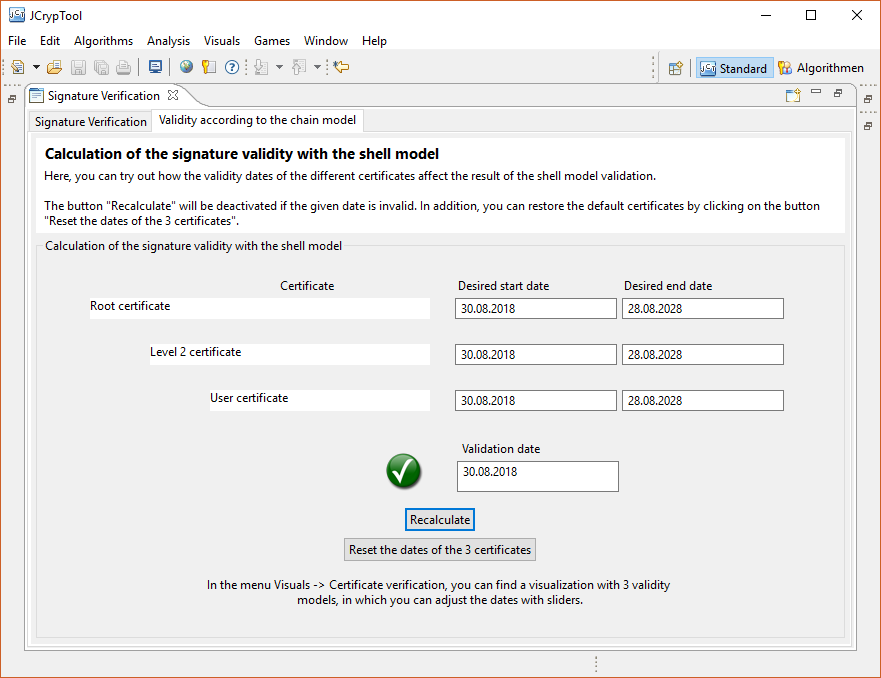 JCrypTool
File Edit Algorithms Analysis Visuals Games Window Help
Standard Algorithmen
Signature Verification
Signature Verification Validity according to the chain model
Calculation of the signature validity with the shell model
Here, you can try out how the validity dates of the different certificates affect the result of the shell model validation.
The button "Recalculate" will be deactivated if the given date is invalid. In addition, you can restore the default certificates by clicking on the button
"Reset the dates of the 3 certificates".
Calculation of the signature validity with the shell model
Certificate Desired start date Desired end date
Root certificate 30.08.2018 28.08.2028
Level 2 certificate 30.08.2018 28.08.2028
User certificate 30.08.2018 28.08.2028
Validation date
30.08.2018
Recalculate
Reset the dates of the 3 certificates
In the menu Visuals -> Certificate verification, you can find a visualization with 3 validity
models, in which you can adjust the dates with sliders.